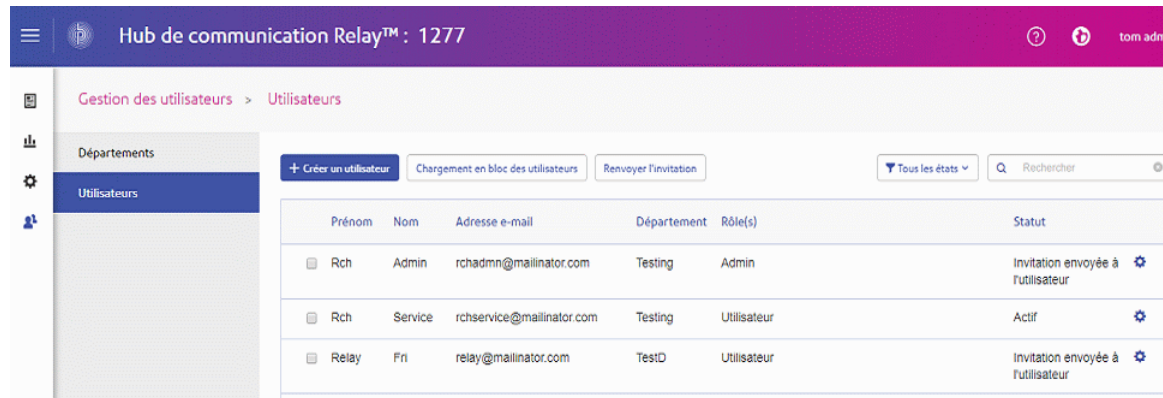 Hub de communication Relay™ : 1277
tom adm
Gestion des utilisateurs > Utilisateurs
Départements
Utilisateurs
+ Créer un utilisateur
Chargement en bloc des utilisateurs
Renvoyer l'invitation
Tous les états
Rechercher
Prénom Nom Adresse e-mail Département Rôle(s) Statut
Rch Admin rchadmn@mailinator.com Testing Admin Invitation envoyée à
l'utilisateur
Rch Service rchservice@mailinator.com Testing Utilisateur Actif
Relay Fri relay@mailinator.com TestD Utilisateur Invitation envoyée à
l'utilisateur